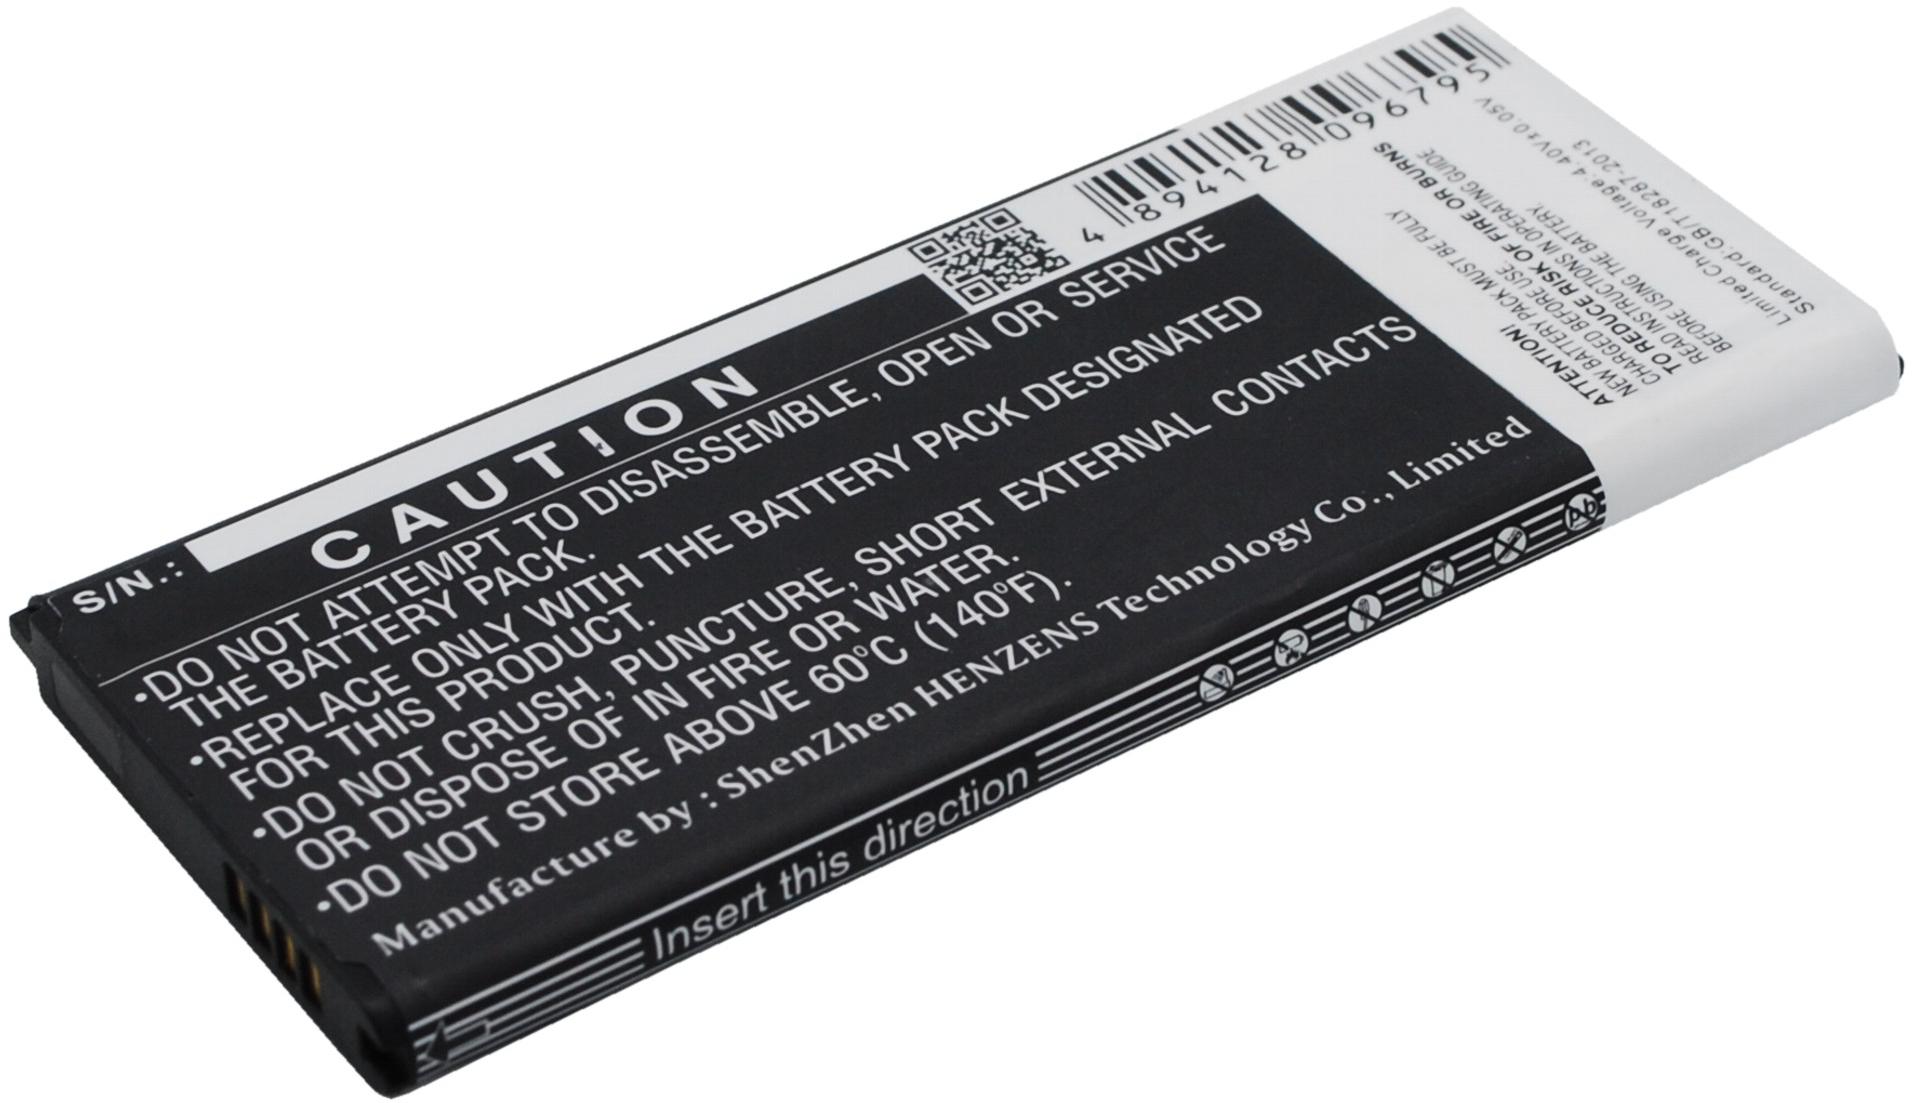 S/N.:
CAUTION
•DO NOT ATTEMPT TO DISASSEMBLE, OPEN OR SERVICE
THE BATTERY PACK.
•REPLACE ONLY WITH THE BATTERY PACK DESIGNATED
FOR THIS PRODUCT.
•DO NOT CRUSH, PUNCTURE, SHORT EXTERNAL CONTACTS
OR DISPOSE OF IN FIRE OR WATER.
•DO NOT STORE ABOVE 60°C (140°F).
Manufacture by : ShenZhen HENZENS Technology Co., Limited
Insert this direction
Ab
4 894128 096795
ATTENTION!
NEW BATTERY PACK MUST BE FULLY
CHARGED BEFORE USE.
TO REDUCE RISK OF FIRE OR BURNS
READ INSTRUCTIONS IN OPERATING GUIDE
BEFORE USING THE BATTERY.
Limited Charge Voltage:4.40V±0.05V
Standard:GB/T18287-2013